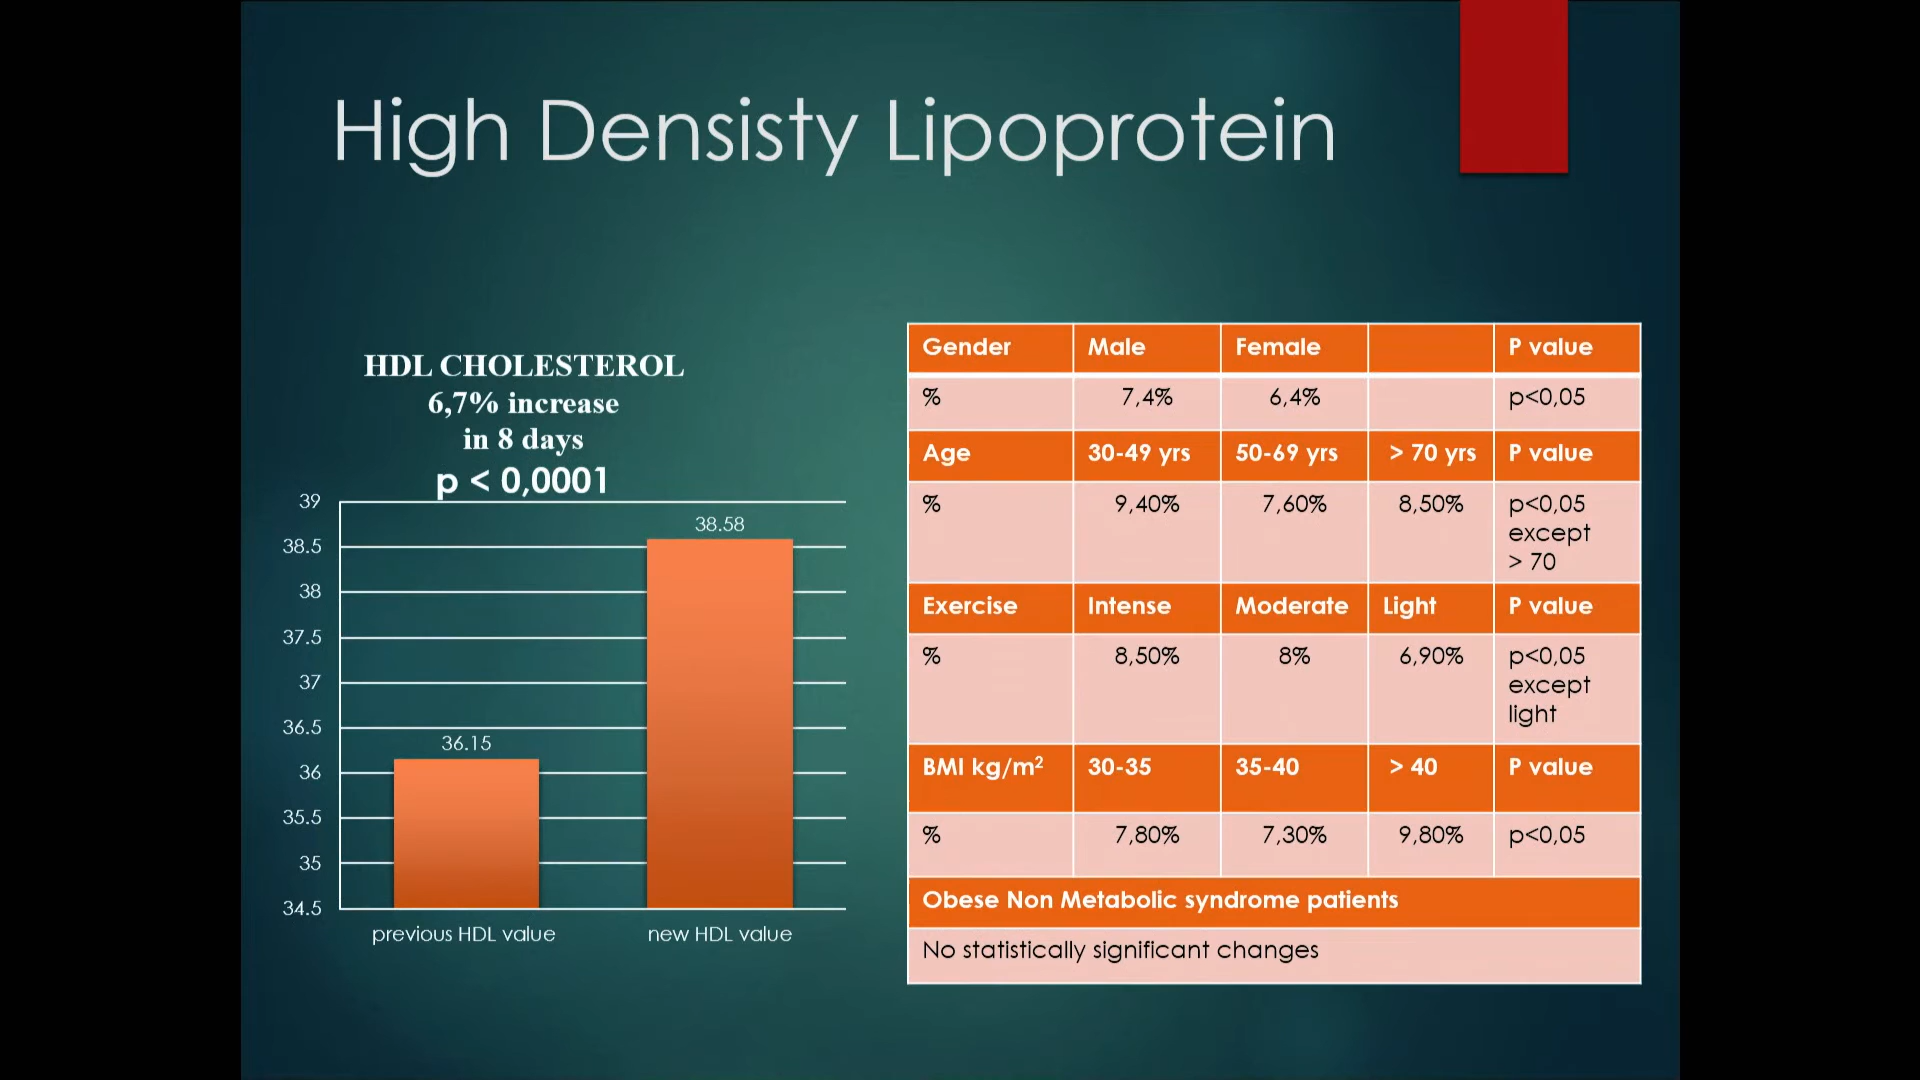 High Densisty Lipoprotein
HDL CHOLESTEROL
6,7% increase
in 8 days
p < 0,0001
39
38.5
38
37.5
37
36.5
36
35.5
35
34.5
36.15
38.58
previous HDL value
new HDL value
Gender Male Female P value
% 7,4% 6,4% p<0,05
Age 30-49 yrs 50-69 yrs > 70 yrs P value
% 9,40% 7,60% 8,50% p<0,05
except
> 70
Exercise Intense Moderate Light P value
% 8,50% 8% 6,90% p<0,05
except
light
BMI kg/m² 30-35 35-40 > 40 P value
% 7,80% 7,30% 9,80% p<0,05
Obese Non Metabolic syndrome patients
No statistically significant changes